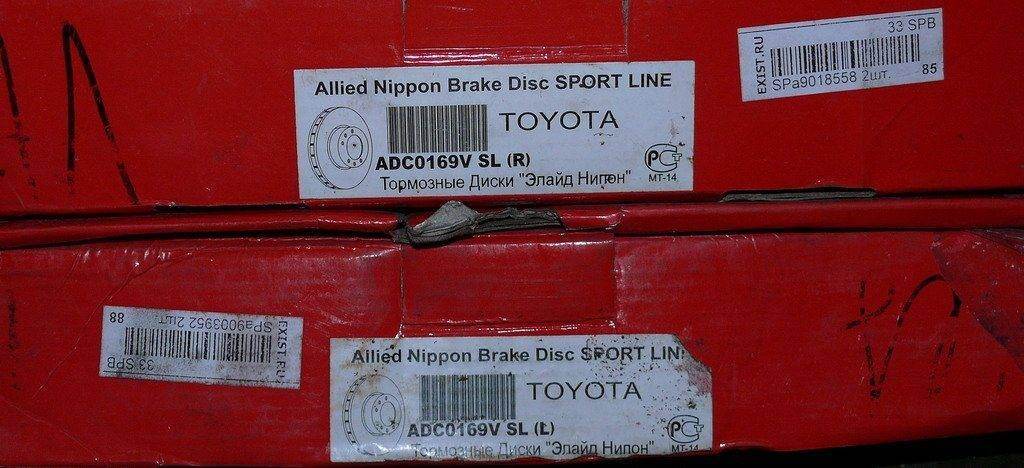 33 SPB
EXIST.RU
SPa9018558 2шт. 85
Allied Nippon Brake Disc SPORT LINE
TOYOTA
ADC0169V SL (R)
Тормозные Диски "Элайд Нипон"
МТ-14
88
SPa9003952 2шт.
EXIST.RU
33 SPB
Allied Nippon Brake Disc SPORT LIN
TOYOTA
ADC0169V SL (L)
Тормозные Диски "Элайд Нипон"
МТ-14